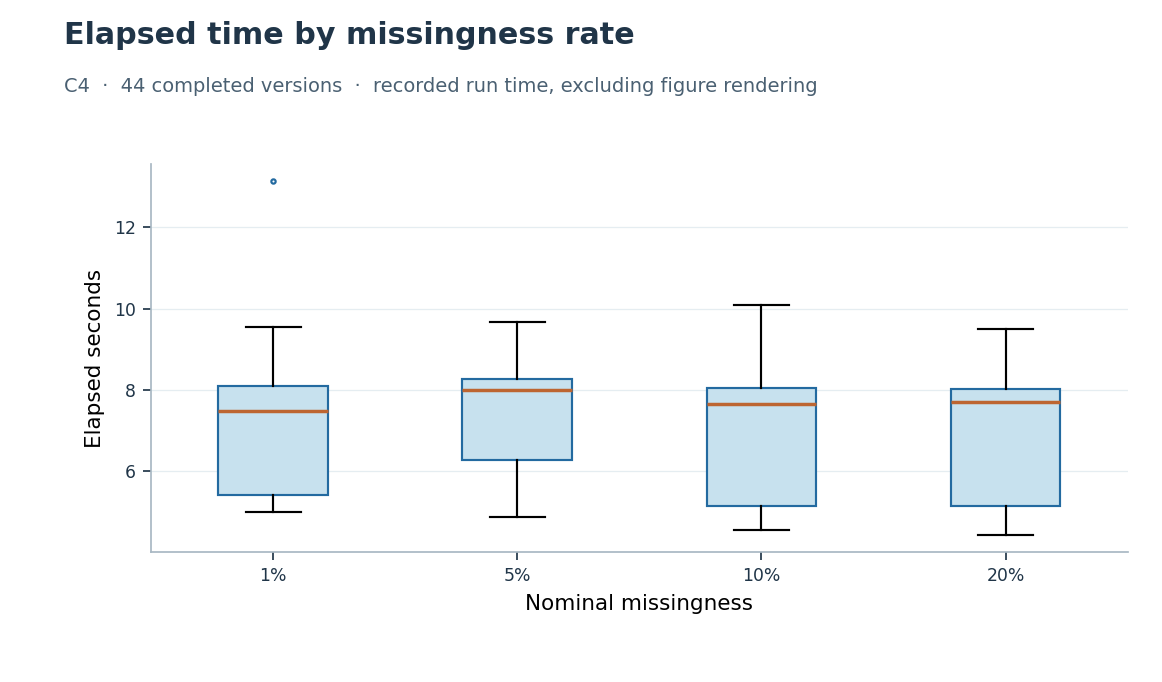 Elapsed time by missingness rate
C4 · 44 completed versions · recorded run time, excluding figure rendering
Elapsed seconds
12
10
8
6
1% 5% 10% 20%
Nominal missingness